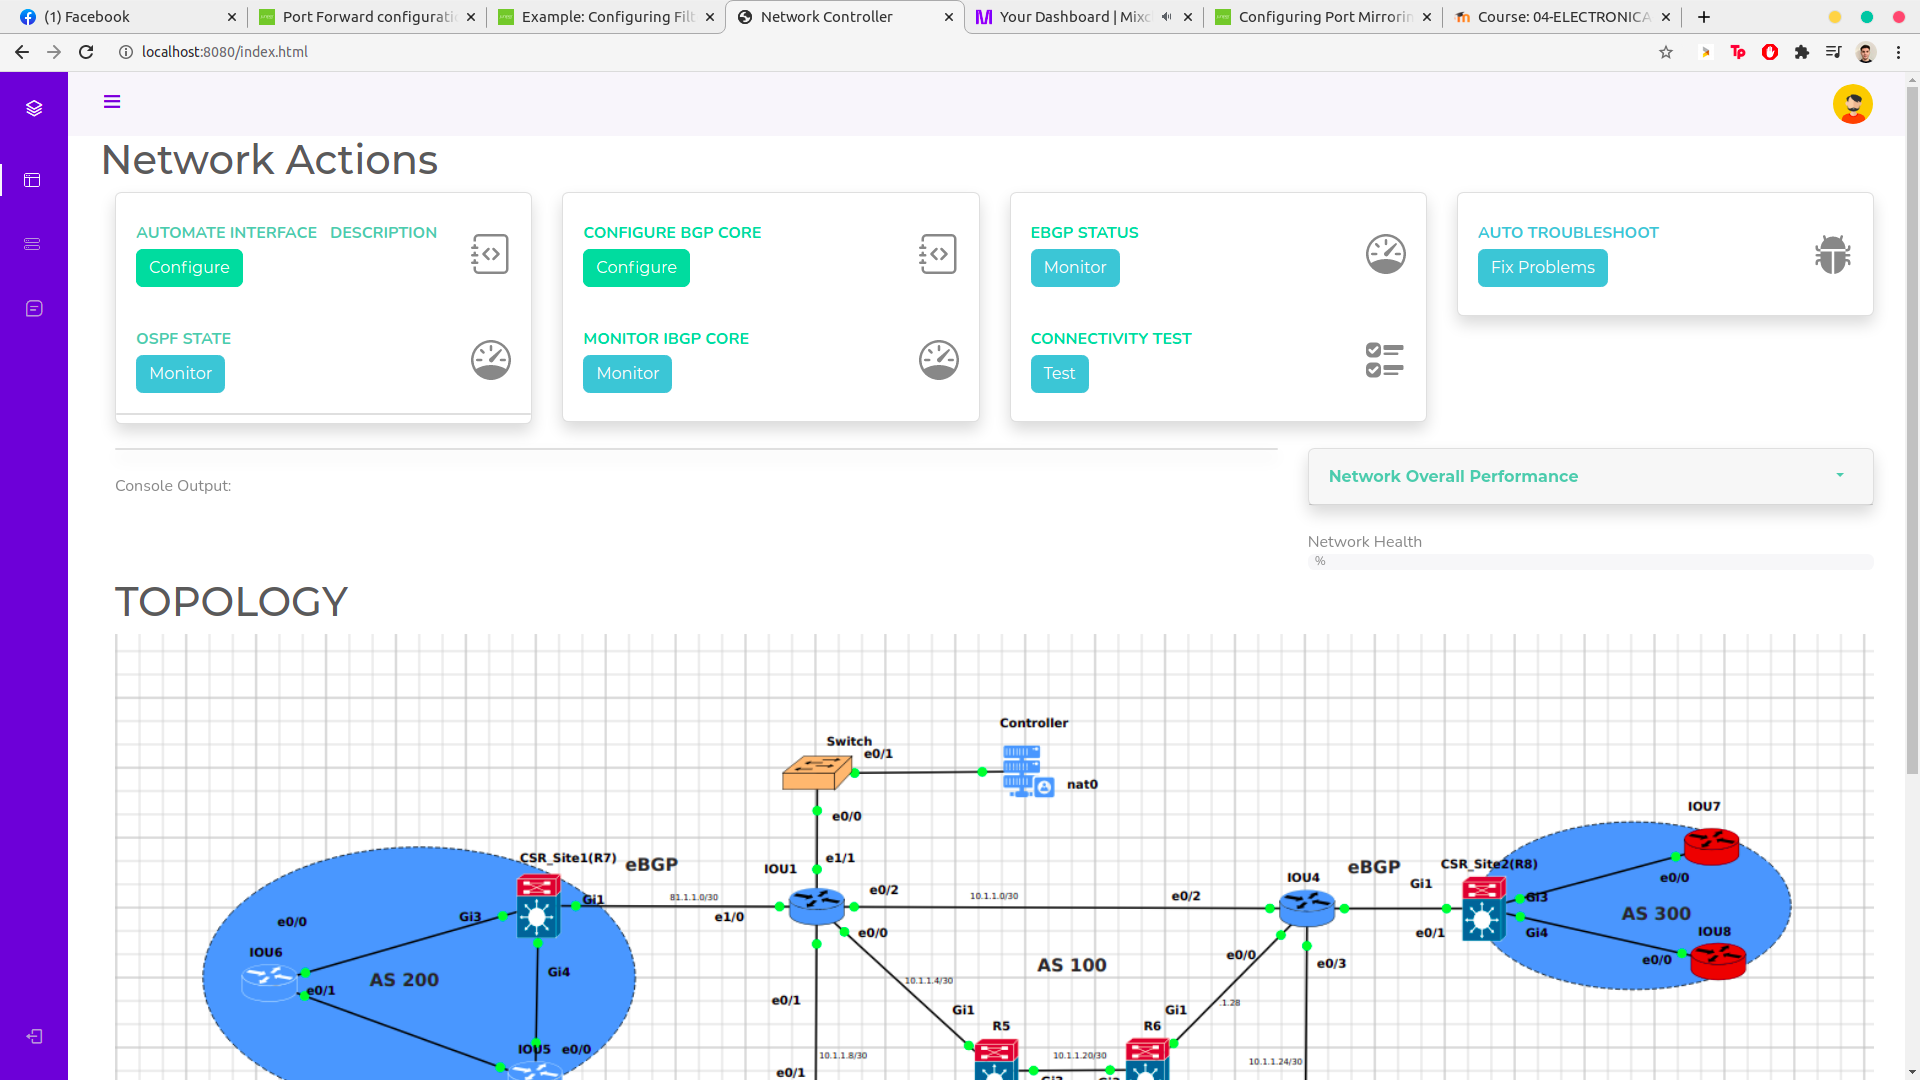 (1) Facebook
Port Forward configurati
Example: Configuring Filt
Network Controller
Your Dashboard | Mixcl
Configuring Port Mirrorin
Course: 04-ELECTRONICA
localhost:8080/index.html
Network Actions
AUTOMATE INTERFACE DESCRIPTION
Configure
OSPF STATE
Monitor
CONFIGURE BGP CORE
Configure
MONITOR IBGP CORE
Monitor
EBGP STATUS
Monitor
CONNECTIVITY TEST
Test
AUTO TROUBLESHOOT
Fix Problems
Console Output:
Network Overall Performance
Network Health
%
TOPOLOGY
Controller
Switch
e0/1
nat0
e0/0
IOU7
CSR_Site1(R7)
eBGP
IOU1
e1/1
eBGP
CSR_Site2(R8)
e0/0
IOU4
Gi1
Gi1
81.1.1.0/30
e0/2
10.1.1.0/30
e0/2
Gi3
e0/0
Gi3
e1/0
AS 300
e0/0
e0/1
Gi4
IOU8
IOU6
e0/0
e0/3
e0/0
AS 200
Gi4
AS 100
10.1.1.4/30
e0/1
e0/1
.1.28
Gi1
Gi1
R5
R6
IOU5
e0/0
10.1.1.8/30
10.1.1.20/30
10.1.1.24/30
e0/1